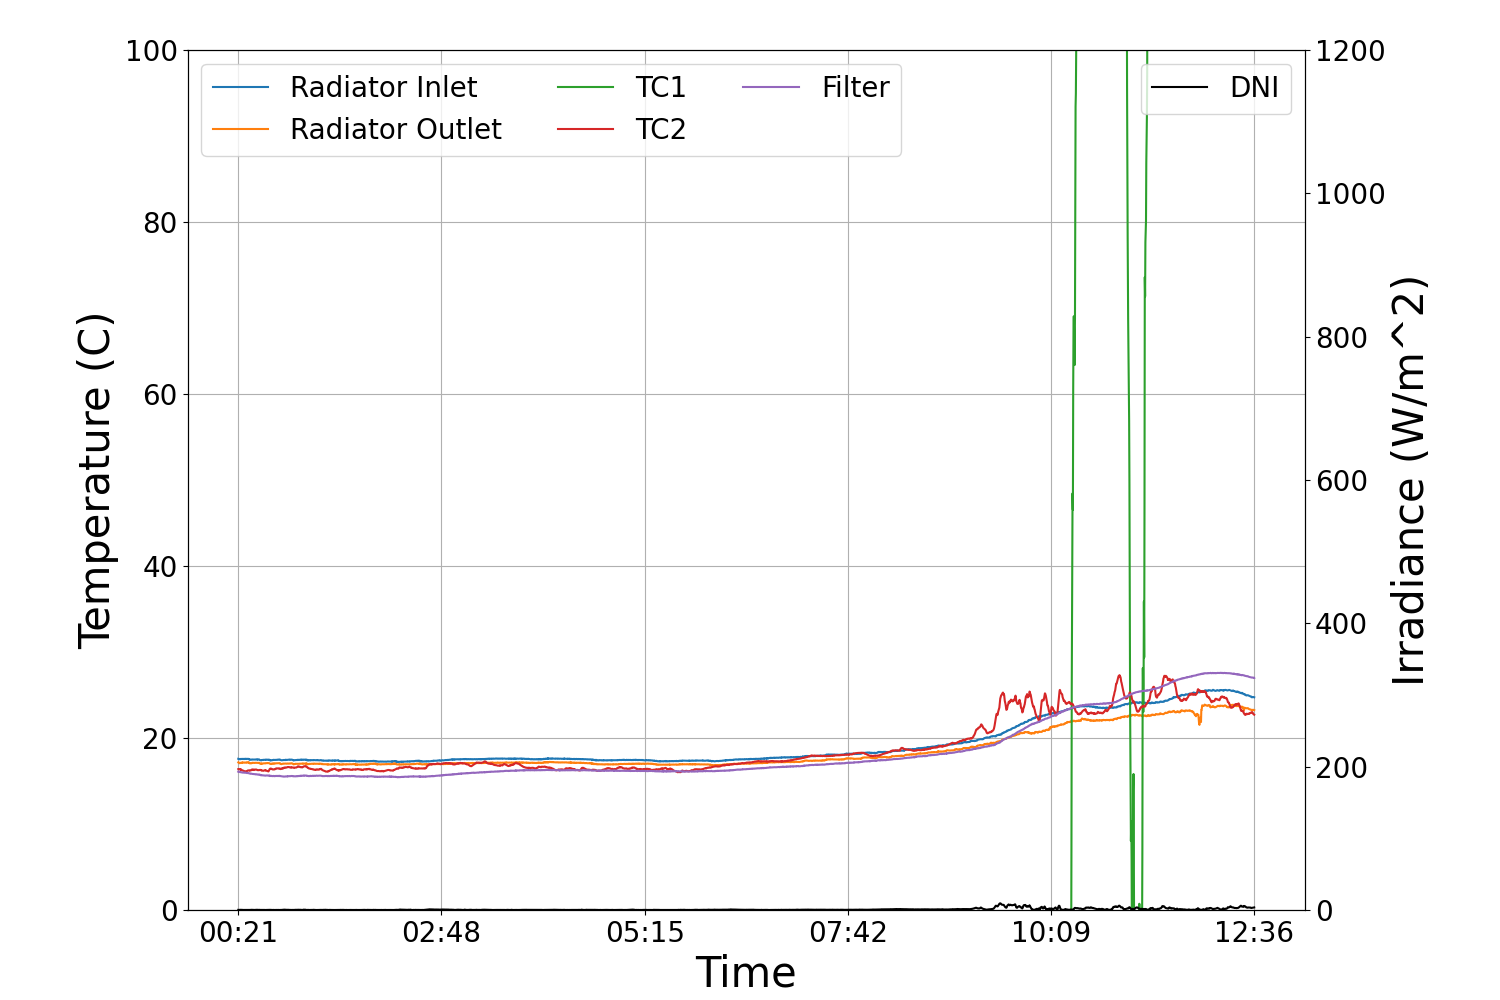 100
80
60
40
20
0
Temperature (C)
Radiator Inlet
Radiator Outlet
TC1
TC2
Filter
DNI
1200
1000
800
600
400
200
0
Irradiance (W/m^2)
00:21 02:48 05:15 07:42 10:09 12:36
Time